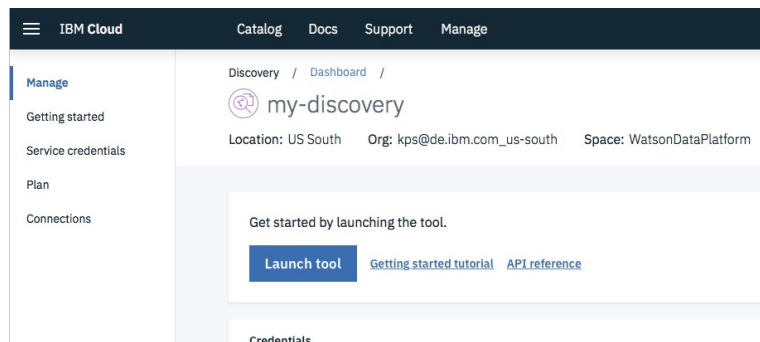 IBM Cloud Catalog Docs Support Manage
Manage
Getting started
Service credentials
Plan
Connections
Discovery / Dashboard /
my-discovery
Location: US South Org: kps@de.ibm.com_us-south Space: WatsonDataPlatform
Get started by launching the tool.
Launch tool Getting started tutorial API reference
Credentials